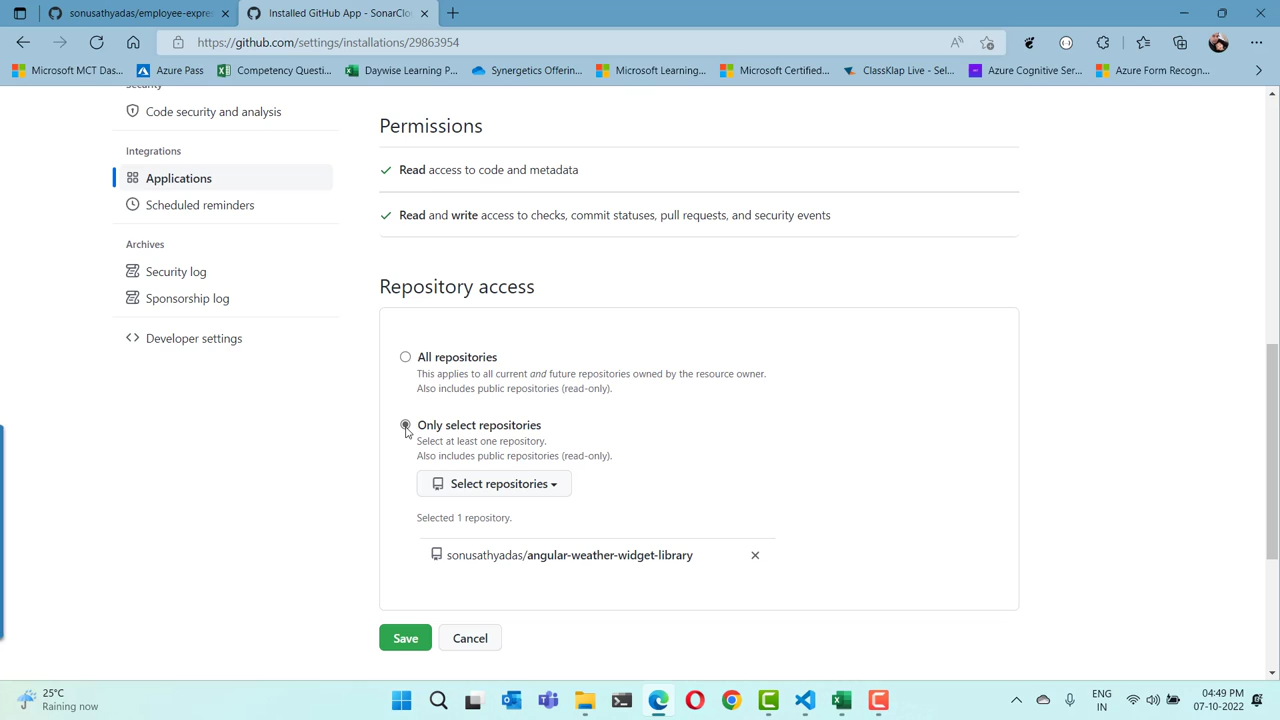 sonusathyadas/employee-expre
Installed GitHub App - SonarClou
https://github.com/settings/installations/29863954
Microsoft MCT Das...
Azure Pass
Competency Questi...
Daywise Learning P...
Synergetics Offerin...
Microsoft Learning...
Microsoft Certified...
ClassKlap Live - Sel...
Azure Cognitive Ser...
Azure Form Recogn...
Security
Code security and analysis
Integrations
Applications
Scheduled reminders
Archives
Security log
Sponsorship log
Developer settings
Permissions
Read access to code and metadata
Read and write access to checks, commit statuses, pull requests, and security events
Repository access
All repositories
This applies to all current and future repositories owned by the resource owner.
Also includes public repositories (read-only).
Only select repositories
Select at least one repository.
Also includes public repositories (read-only).
Select repositories
Selected 1 repository.
sonusathyadas/angular-weather-widget-library
Save
Cancel
25°C
Raining now
ENG
IN
04:49 PM
07-10-2022